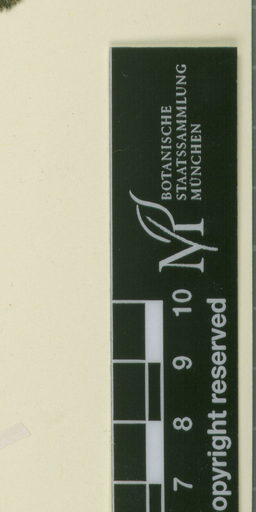 BOTANISCHE
STAATSSAMMLUNG
MÜNCHEN
M
10
9
8
7
opyright reserved